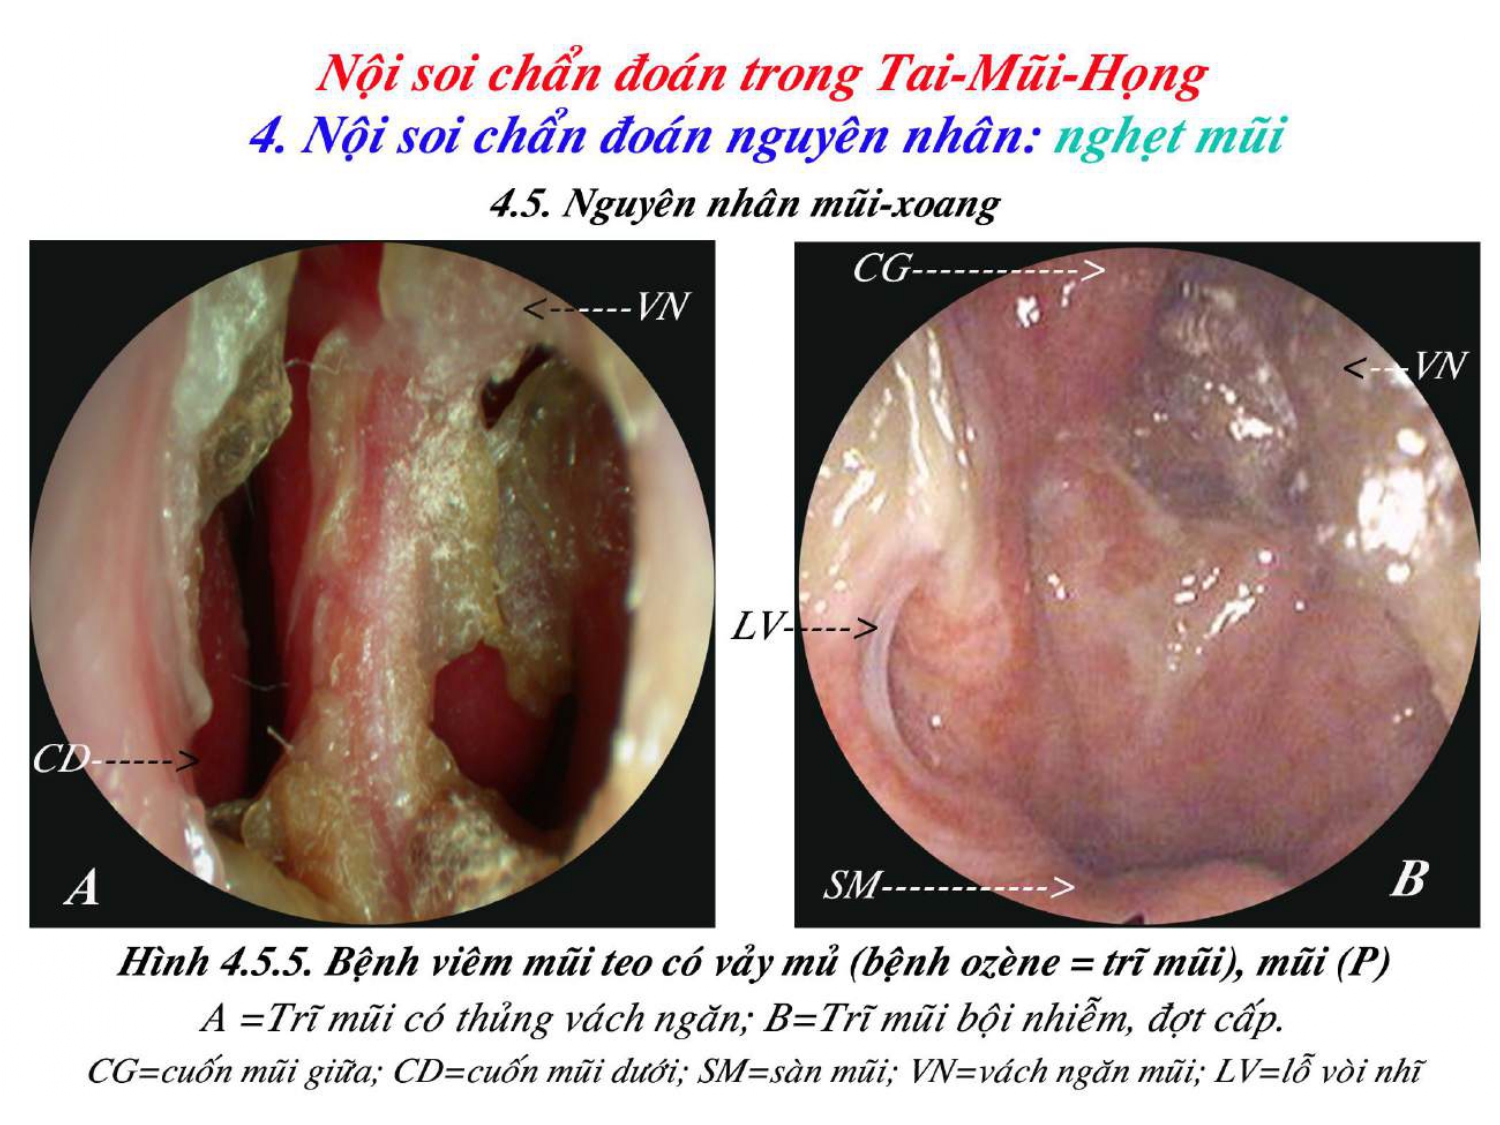 Nội soi chẩn đoán trong Tai-Mũi-Họng
4. Nội soi chẩn đoán nguyên nhân: nghẹt mũi
4.5. Nguyên nhân mũi-xoang
<------VN
CD------>
A
CG------------>
<---VN
LV----->
SM------------>
B
Hình 4.5.5. Bệnh viêm mũi teo có vảy mủ (bệnh ozène = trĩ mũi), mũi (P)
A =Trĩ mũi có thủng vách ngăn; B=Trĩ mũi bội nhiễm, đợt cấp.
CG=cuốn mũi giữa; CD=cuốn mũi dưới; SM=sàn mũi; VN=vách ngăn mũi; LV=lỗ vòi nhĩ